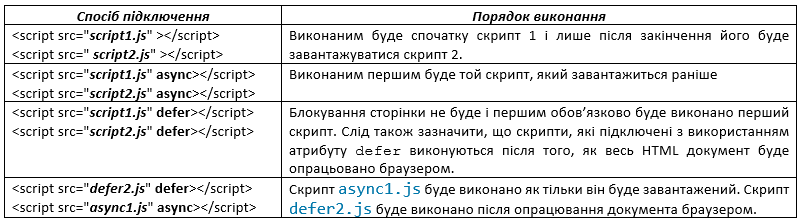 Спосіб підключення	Порядок виконання
<script src="script1.js" ></script>	Виконаним буде спочатку скрипт 1 і лише після закінчення його буде
<script src=" script2.js" ></script>	завантажуватися скрипт 2.
<script src="script1.js" async></script>	Виконаним першим буде той скрипт, який завантажиться раніше
<script src="script2.js" async></script>
<script src="script1.js" defer></script>	Блокування сторінки не буде і першим обов’язково буде виконано перший
<script src="script2.js" defer></script>	скрипт. Слід також зазначити, що скрипти, які підключені з використанням
атрибуту defer виконуються після того, як весь HTML документ буде
опрацьовано браузером.
<script src="defer2.js" defer></script>	Скрипт async1.js буде виконано як тільки він буде завантажений. Скрипт
<script src="async1.js" async></script>	defer2.js буде виконано після опрацювання документа браузером.